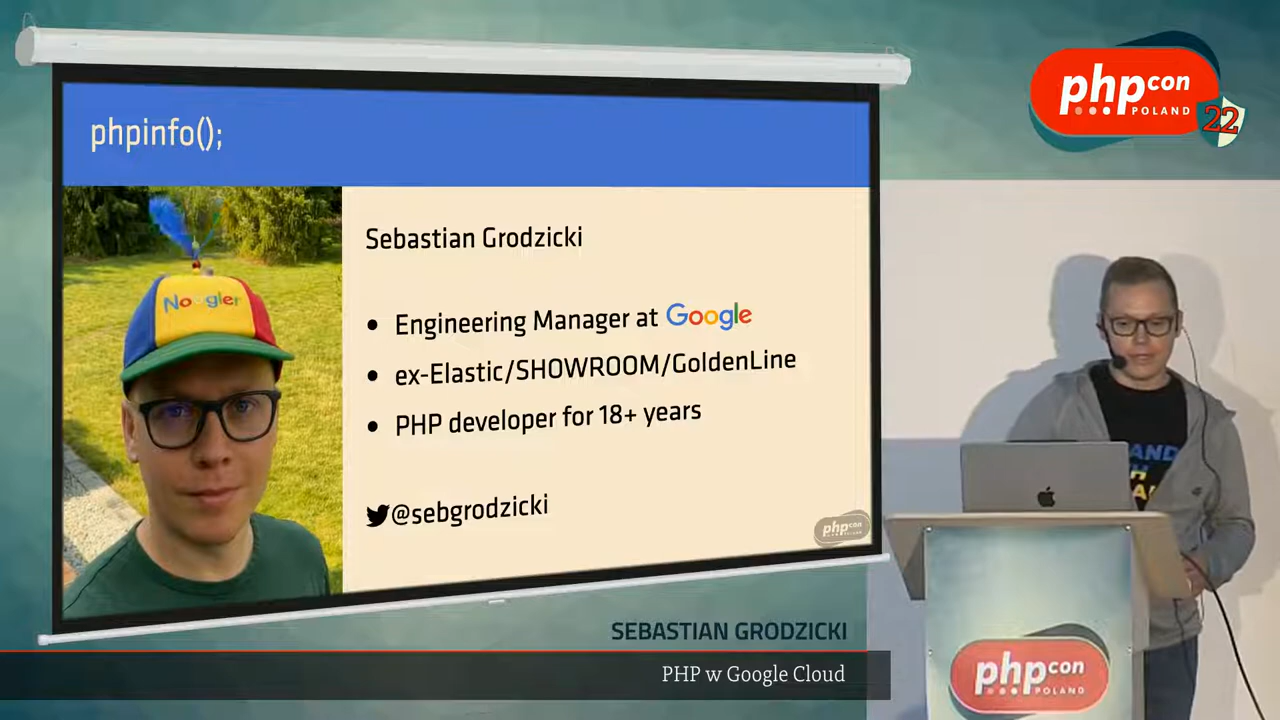 phpcon
POLAND
22
phpinfo();
Noogler
Sebastian Grodzicki
• Engineering Manager at Google
• ex-Elastic/SHOWROOM/GoldenLine
• PHP developer for 18+ years
@sebgrodzicki
phpcon
POLAND
SEBASTIAN GRODZICKI
PHP w Google Cloud
phpcon
POLAND